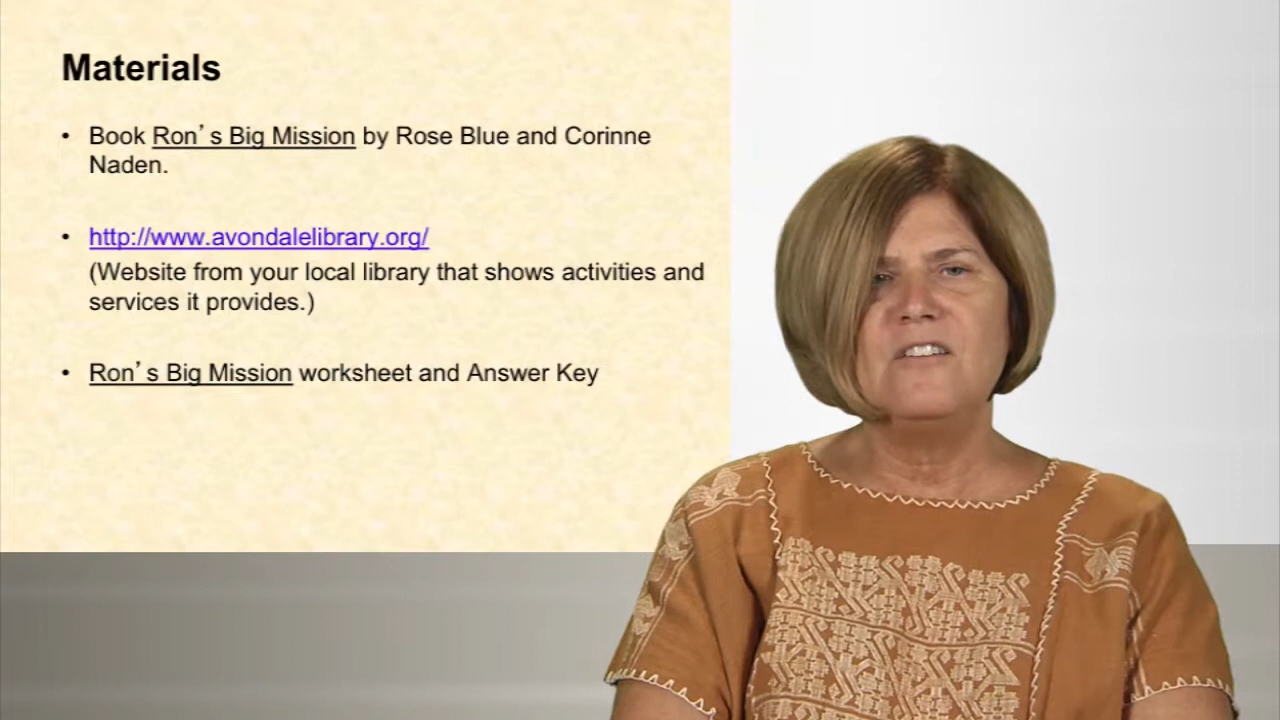 Materials
• Book Ron's Big Mission by Rose Blue and Corinne
Naden.
• http://www.avondalelibrary.org/
(Website from your local library that shows activities and
services it provides.)
• Ron's Big Mission worksheet and Answer Key